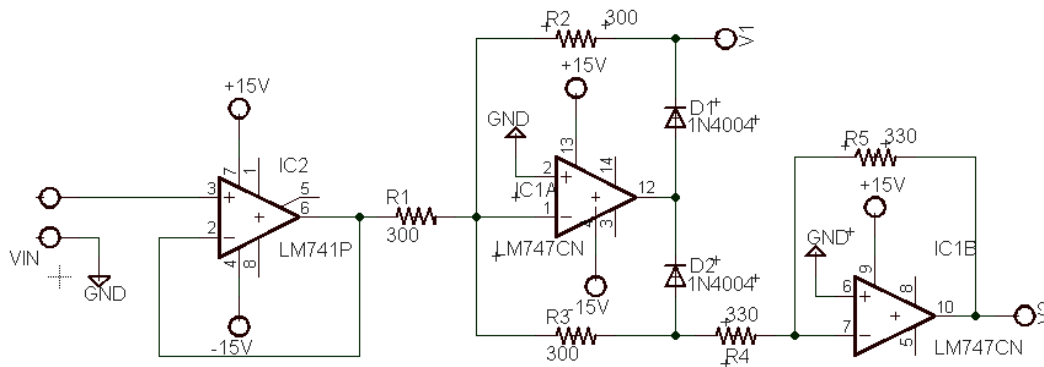 R2 300
V1
+15V
+15V
GND
D1
1N4004
R5 330
13
14
7
1
IC2
2
IC1A
12
+15V
3
5
R1
1
4
3
6
GND
IC1B
2
LM741P
300
LM747CN
D2
1N4004
9
8
VIN
4
8
-15V
6
10
GND
R3
330
7
5
-15V
300
R4
LM747CN